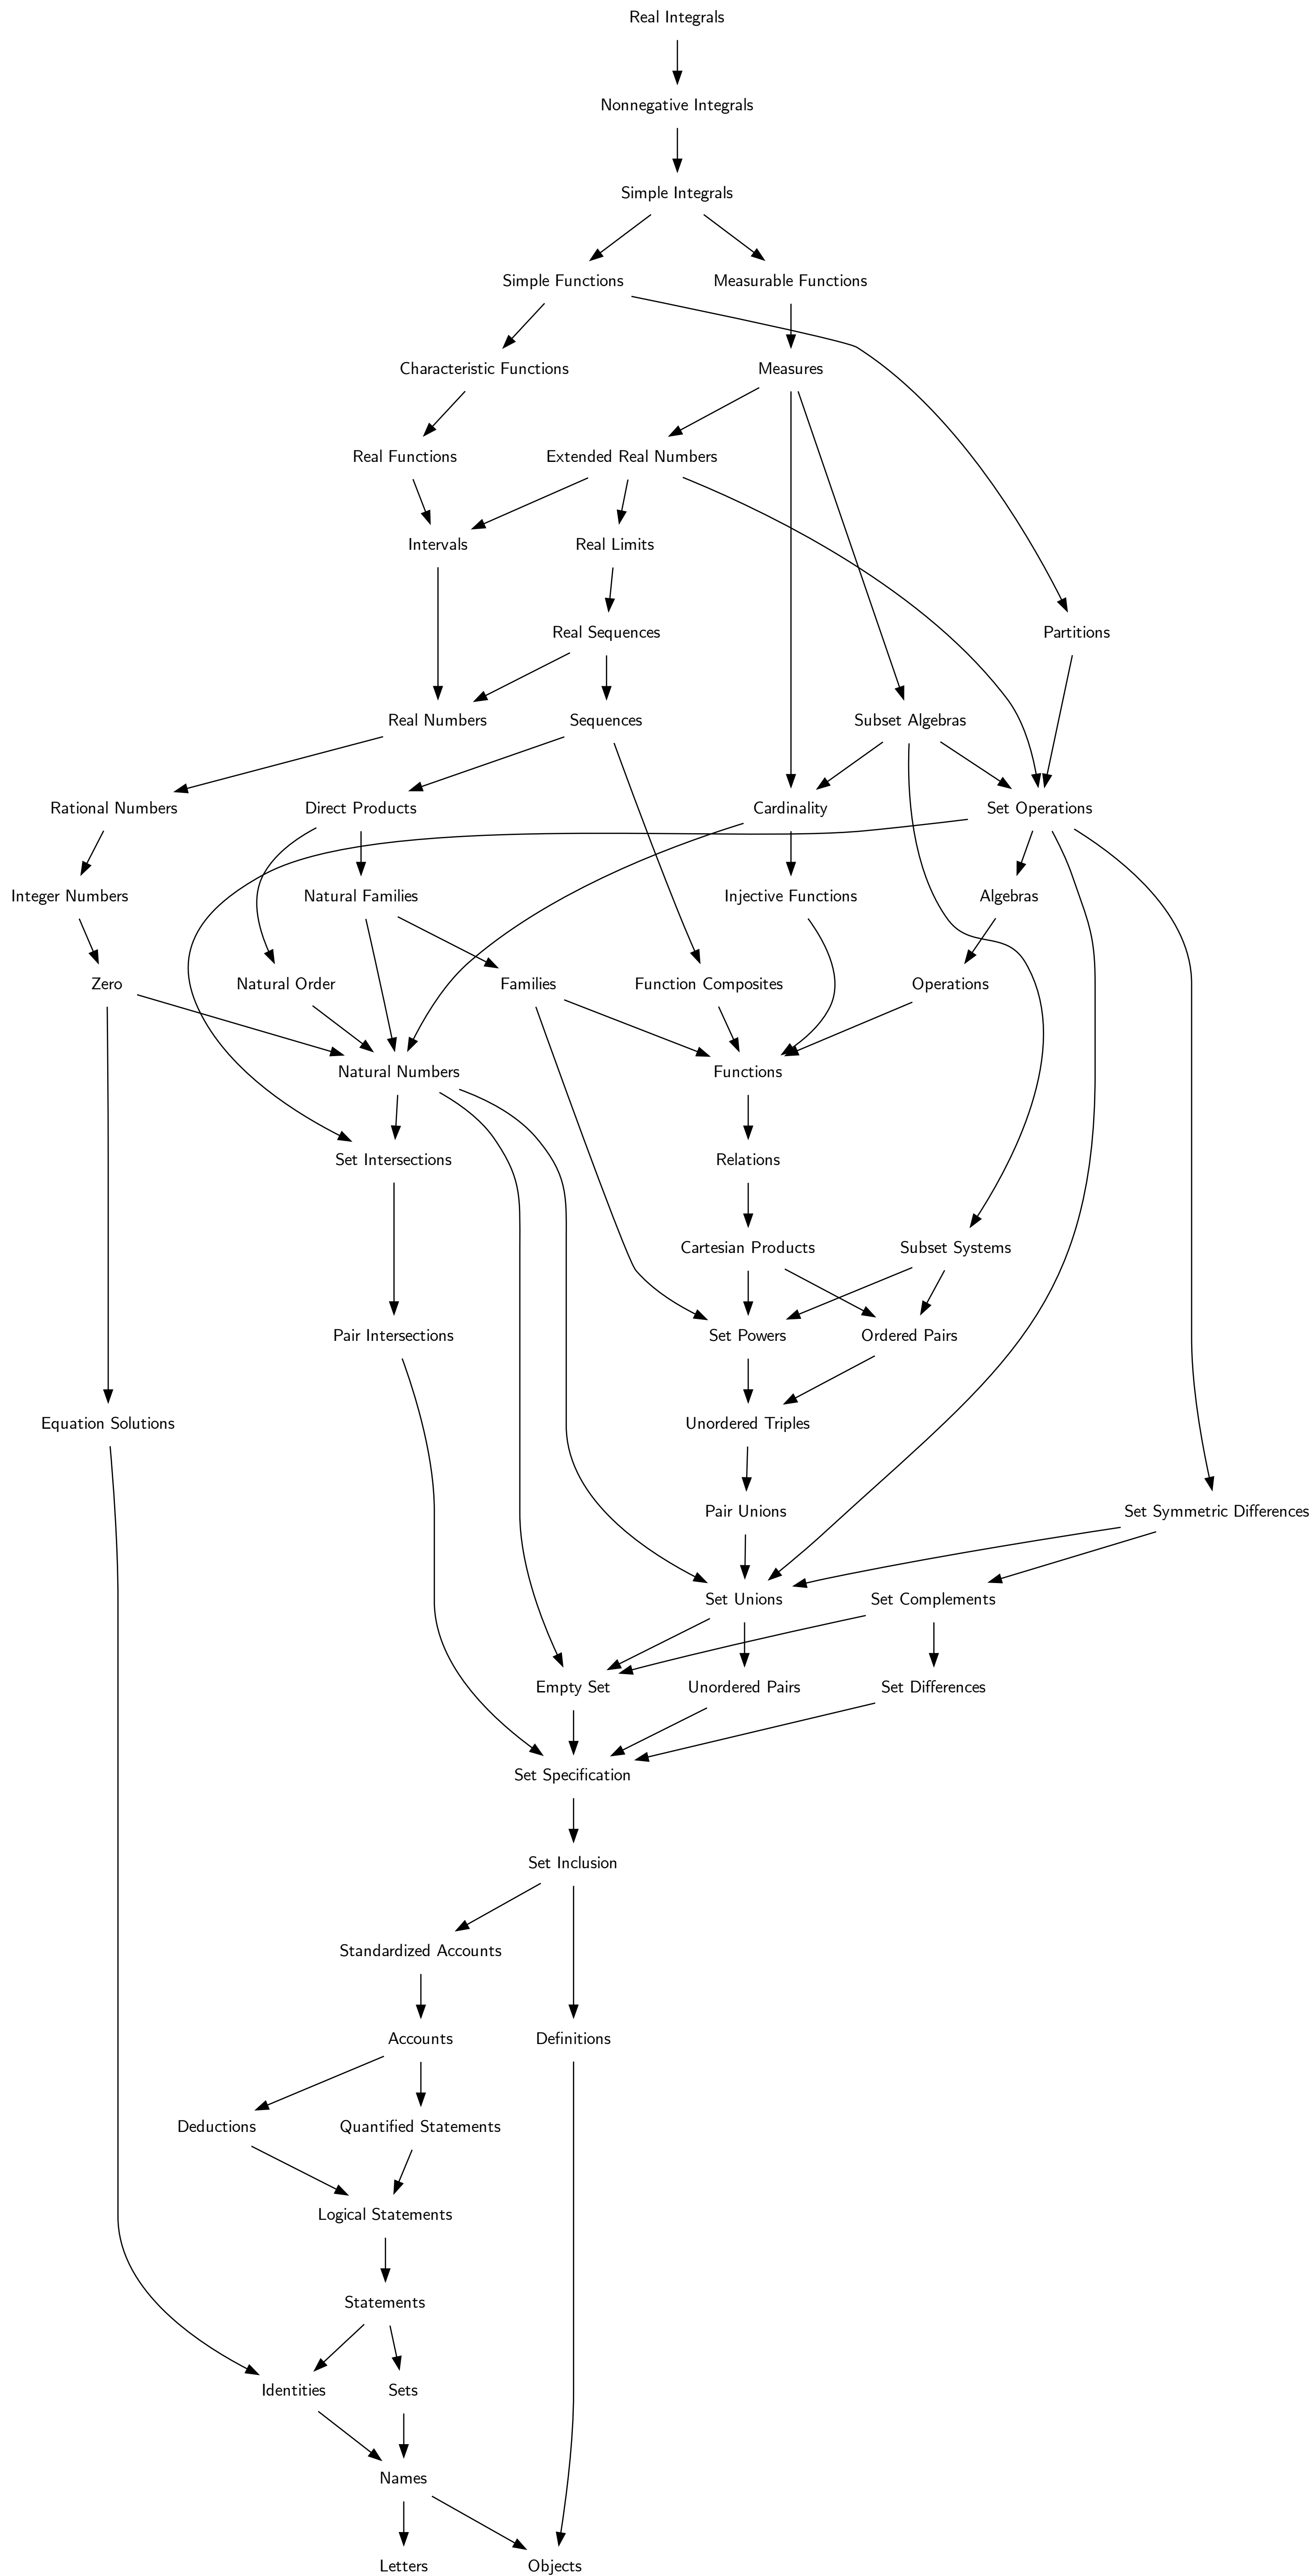 Real Integrals
Nonnegative Integrals
Simple Integrals
Simple Functions
Measurable Functions
Characteristic Functions
Measures
Real Functions
Extended Real Numbers
Intervals
Real Limits
Real Sequences
Partitions
Real Numbers
Sequences
Subset Algebras
Rational Numbers
Direct Products
Cardinality
Set Operations
Integer Numbers
Natural Families
Injective Functions
Algebras
Zero
Natural Order
Families
Function Composites
Operations
Natural Numbers
Functions
Set Intersections
Relations
Cartesian Products
Subset Systems
Pair Intersections
Set Powers
Ordered Pairs
Equation Solutions
Unordered Triples
Pair Unions
Set Symmetric Differences
Set Unions
Set Complements
Empty Set
Unordered Pairs
Set Differences
Set Specification
Set Inclusion
Standardized Accounts
Accounts
Definitions
Deductions
Quantified Statements
Logical Statements
Statements
Identities
Sets
Names
Letters
Objects